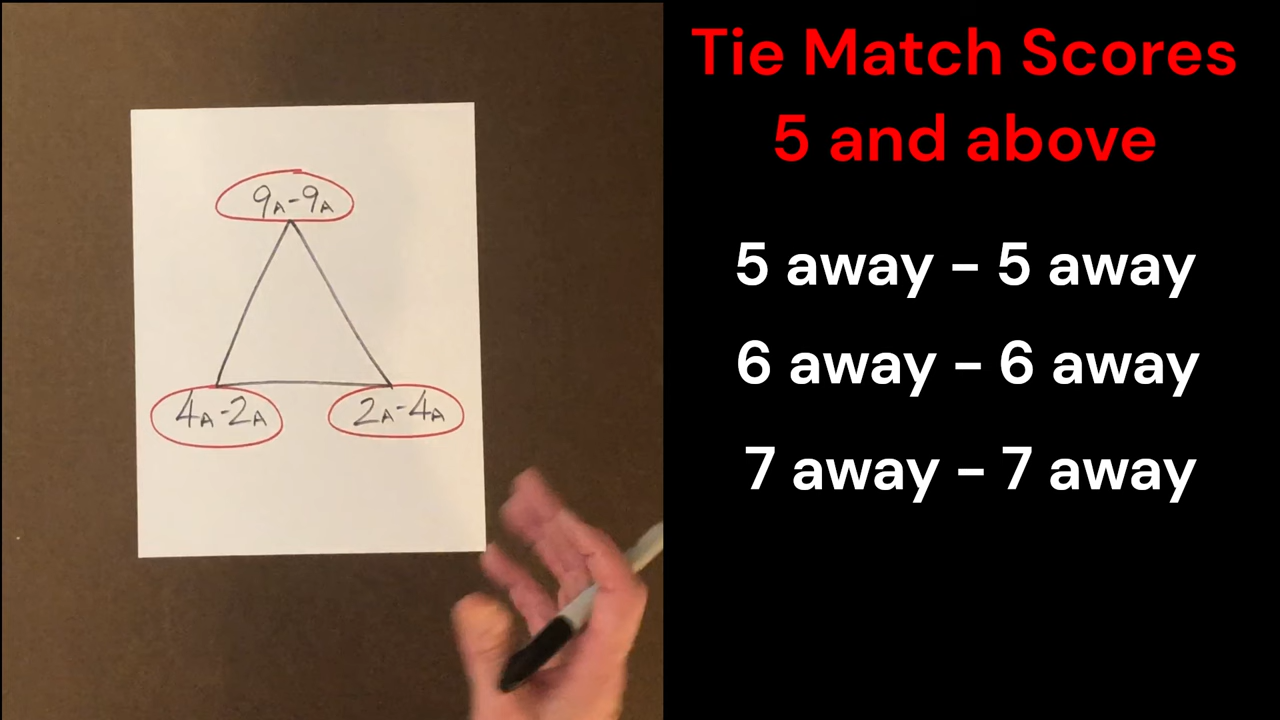 9A-9A
4A-2A 2A-4A
Tie Match Scores
5 and above
5 away - 5 away
6 away - 6 away
7 away - 7 away